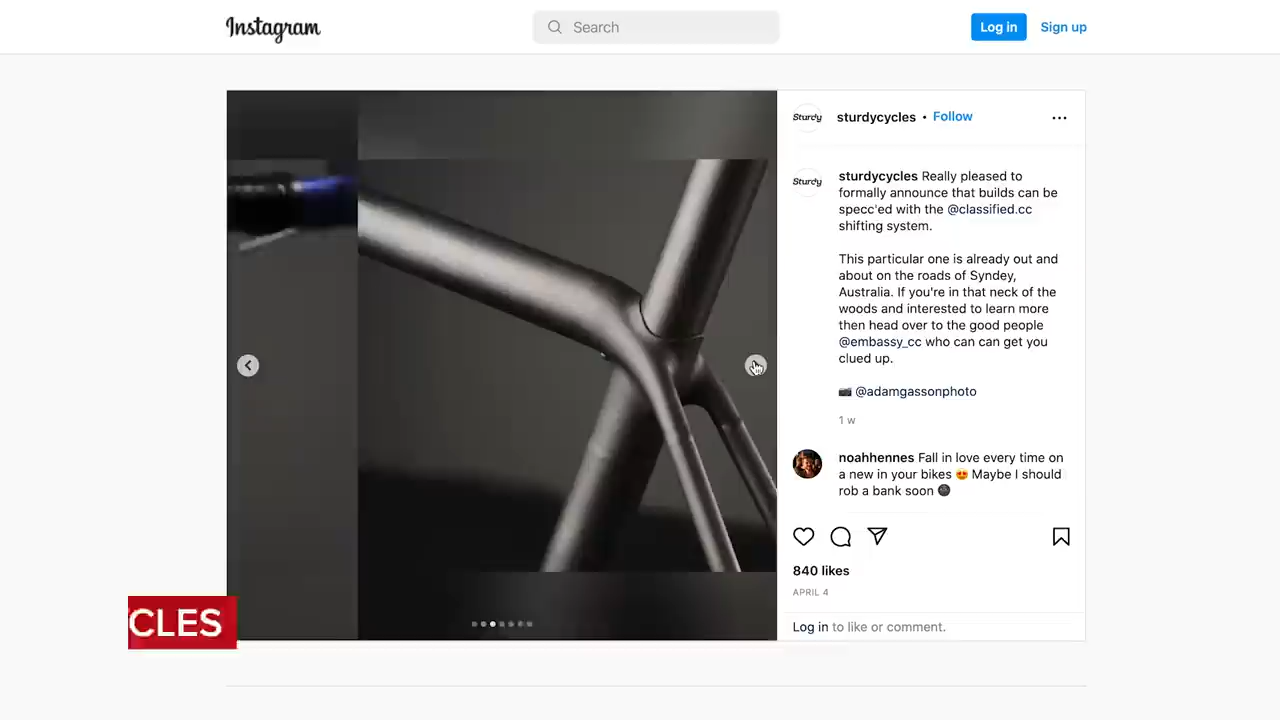 Instagram
Search
Log in
Sign up
Sturdy
sturdycycles • Follow
Sturdy
sturdycycles Really pleased to
formally announce that builds can be
specc'ed with the @classified.cc
shifting system.
This particular one is already out and
about on the roads of Syndey,
Australia. If you're in that neck of the
woods and interested to learn more
then head over to the good people
@embassy_cc who can can get you
clued up.
📷 @adamgassonphoto
1 w
noahhennes Fall in love every time on
a new in your bikes 😍 Maybe I should
rob a bank soon 🌚
840 likes
APRIL 4
Log in to like or comment.
CLES